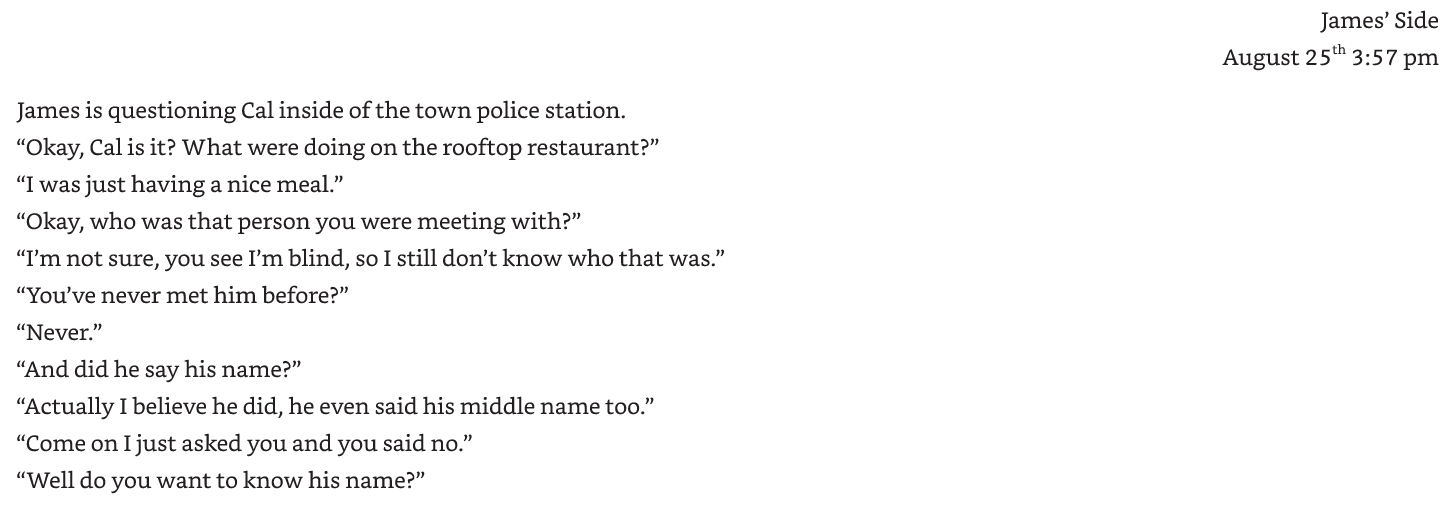 James’ Side
August 25th 3:57 pm
James is questioning Cal inside of the town police station.
“Okay, Cal is it? What were doing on the rooftop restaurant?”
“I was just having a nice meal.”
“Okay, who was that person you were meeting with?”
“I’m not sure, you see I’m blind, so I still don’t know who that was.”
“You’ve never met him before?”
“Never.”
“And did he say his name?”
“Actually I believe he did, he even said his middle name too.”
“Come on I just asked you and you said no.”
“Well do you want to know his name?”